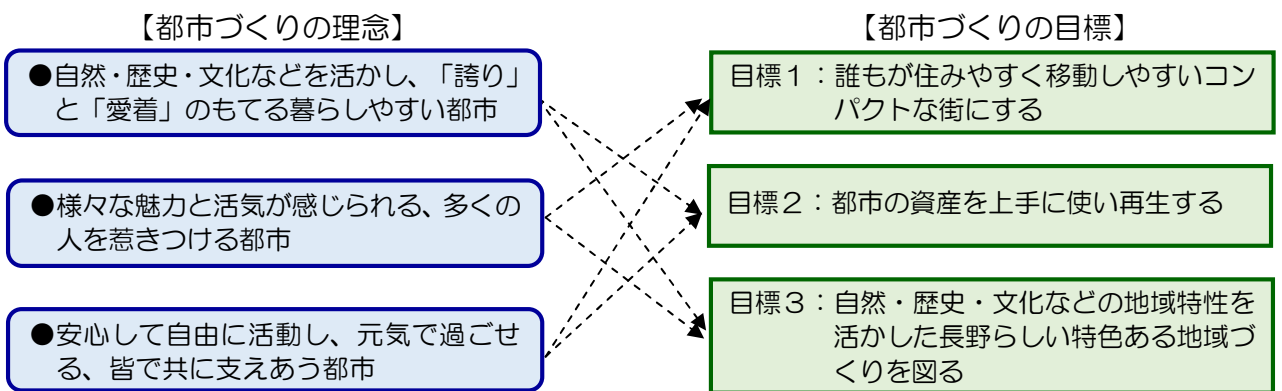 【都市づくりの理念】
●自然・歴史・文化などを活かし、「誇り」
と「愛着」のもてる暮らしやすい都市
●様々な魅力と活気が感じられる、多くの
人を惹きつける都市
●安心して自由に活動し、元気で過ごせ
る、皆で共に支えあう都市
【都市づくりの目標】
目標１：誰もが住みやすく移動しやすいコン
パクトな街にする
目標２：都市の資産を上手に使い再生する
目標３：自然・歴史・文化などの地域特性を
活かした長野らしい特色ある地域づ
くりを図る